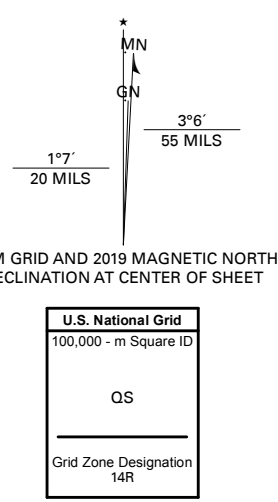 ★
MN
GN
3°6´
55 MILS
1°7´
20 MILS
M GRID AND 2019 MAGNETIC NORTH
ECLINATION AT CENTER OF SHEET
U.S. National Grid
100,000 - m Square ID
QS
Grid Zone Designation
14R